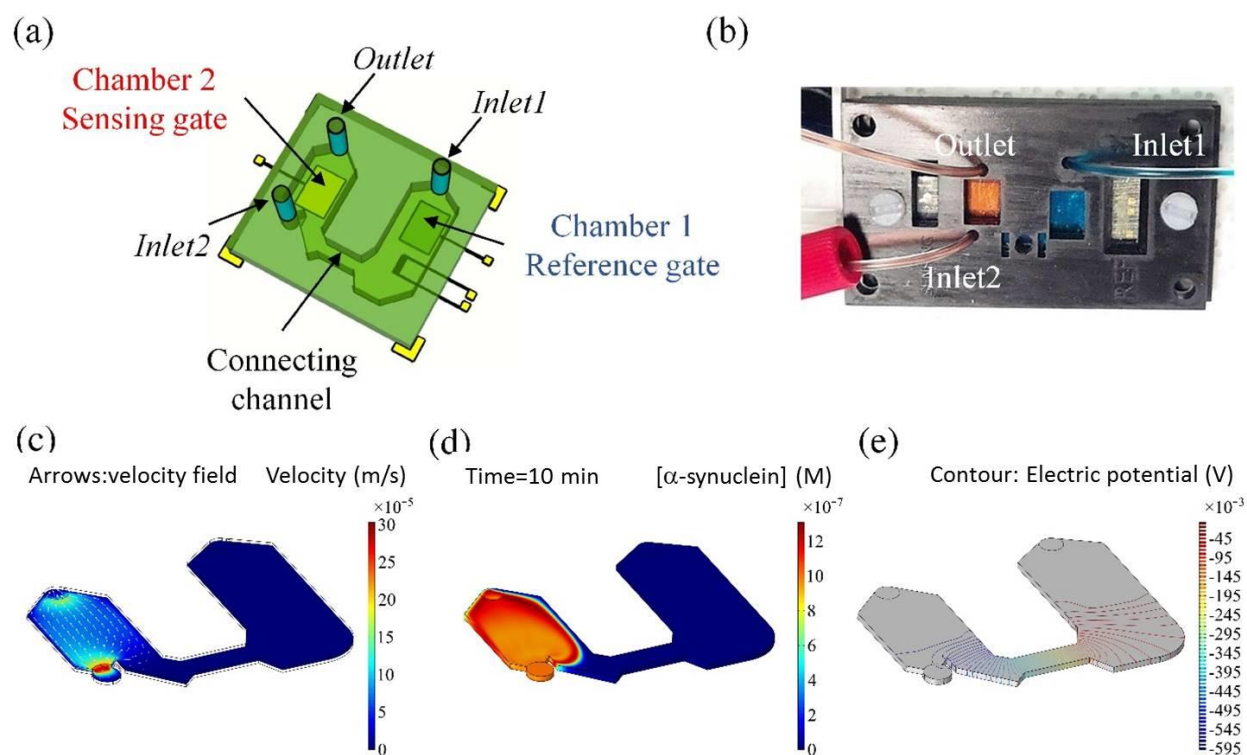 (a)
Outlet
Chamber 2
Sensing gate
Inlet1
Inlet2
Chamber 1
Reference gate
Connecting
channel
(b)
Outlet
Inlet1
Inlet2
REF
(c)
Arrows:velocity field Velocity (m/s)
×10⁻⁵
30
25
20
15
10
5
0
(d)
Time=10 min [α-synuclein] (M)
×10⁻⁷
12
10
8
6
4
2
0
(e)
Contour: Electric potential (V)
×10⁻³
-45
-95
-145
-195
-245
-295
-345
-395
-445
-495
-545
-595